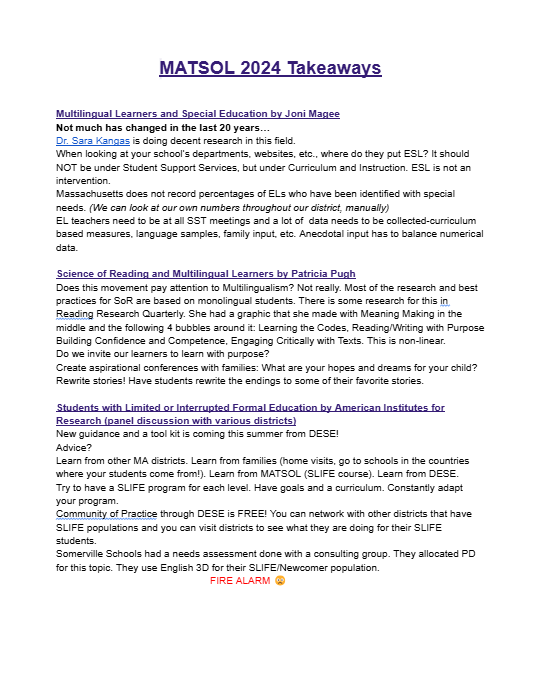 MATSOL 2024 Takeaways
Multilingual Learners and Special Education by Joni Magee
Not much has changed in the last 20 years…
Dr. Sara Kangas is doing decent research in this field.
When looking at your school's departments, websites, etc., where do they put ESL? It should
NOT be under Student Support Services, but under Curriculum and Instruction. ESL is not an
intervention.
Massachusetts does not record percentages of ELs who have been identified with special
needs. (We can look at our own numbers throughout our district, manually)
EL teachers need to be at all SST meetings and a lot of  data needs to be collected-curriculum
based measures, language samples, family input, etc. Anecdotal input has to balance numerical
data.
Science of Reading and Multilingual Learners by Patricia Pugh
Does this movement pay attention to Multilingualism? Not really. Most of the research and best
practices for SoR are based on monolingual students. There is some research for this in
Reading Research Quarterly. She had a graphic that she made with Meaning Making in the
middle and the following 4 bubbles around it: Learning the Codes, Reading/Writing with Purpose
Building Confidence and Competence, Engaging Critically with Texts. This is non-linear.
Do we invite our learners to learn with purpose?
Create aspirational conferences with families: What are your hopes and dreams for your child?
Rewrite stories! Have students rewrite the endings to some of their favorite stories.
Students with Limited or Interrupted Formal Education by American Institutes for
Research (panel discussion with various districts)
New guidance and a tool kit is coming this summer from DESE!
Advice?
Learn from other MA districts. Learn from families (home visits, go to schools in the countries
where your students come from!). Learn from MATSOL (SLIFE course). Learn from DESE.
Try to have a SLIFE program for each level. Have goals and a curriculum. Constantly adapt
your program.
Community of Practice through DESE is FREE! You can network with other districts that have
SLIFE populations and you can visit districts to see what they are doing for their SLIFE
students.
Somerville Schools had a needs assessment done with a consulting group. They allocated PD
for this topic. They use English 3D for their SLIFE/Newcomer population.
FIRE ALARM 😩